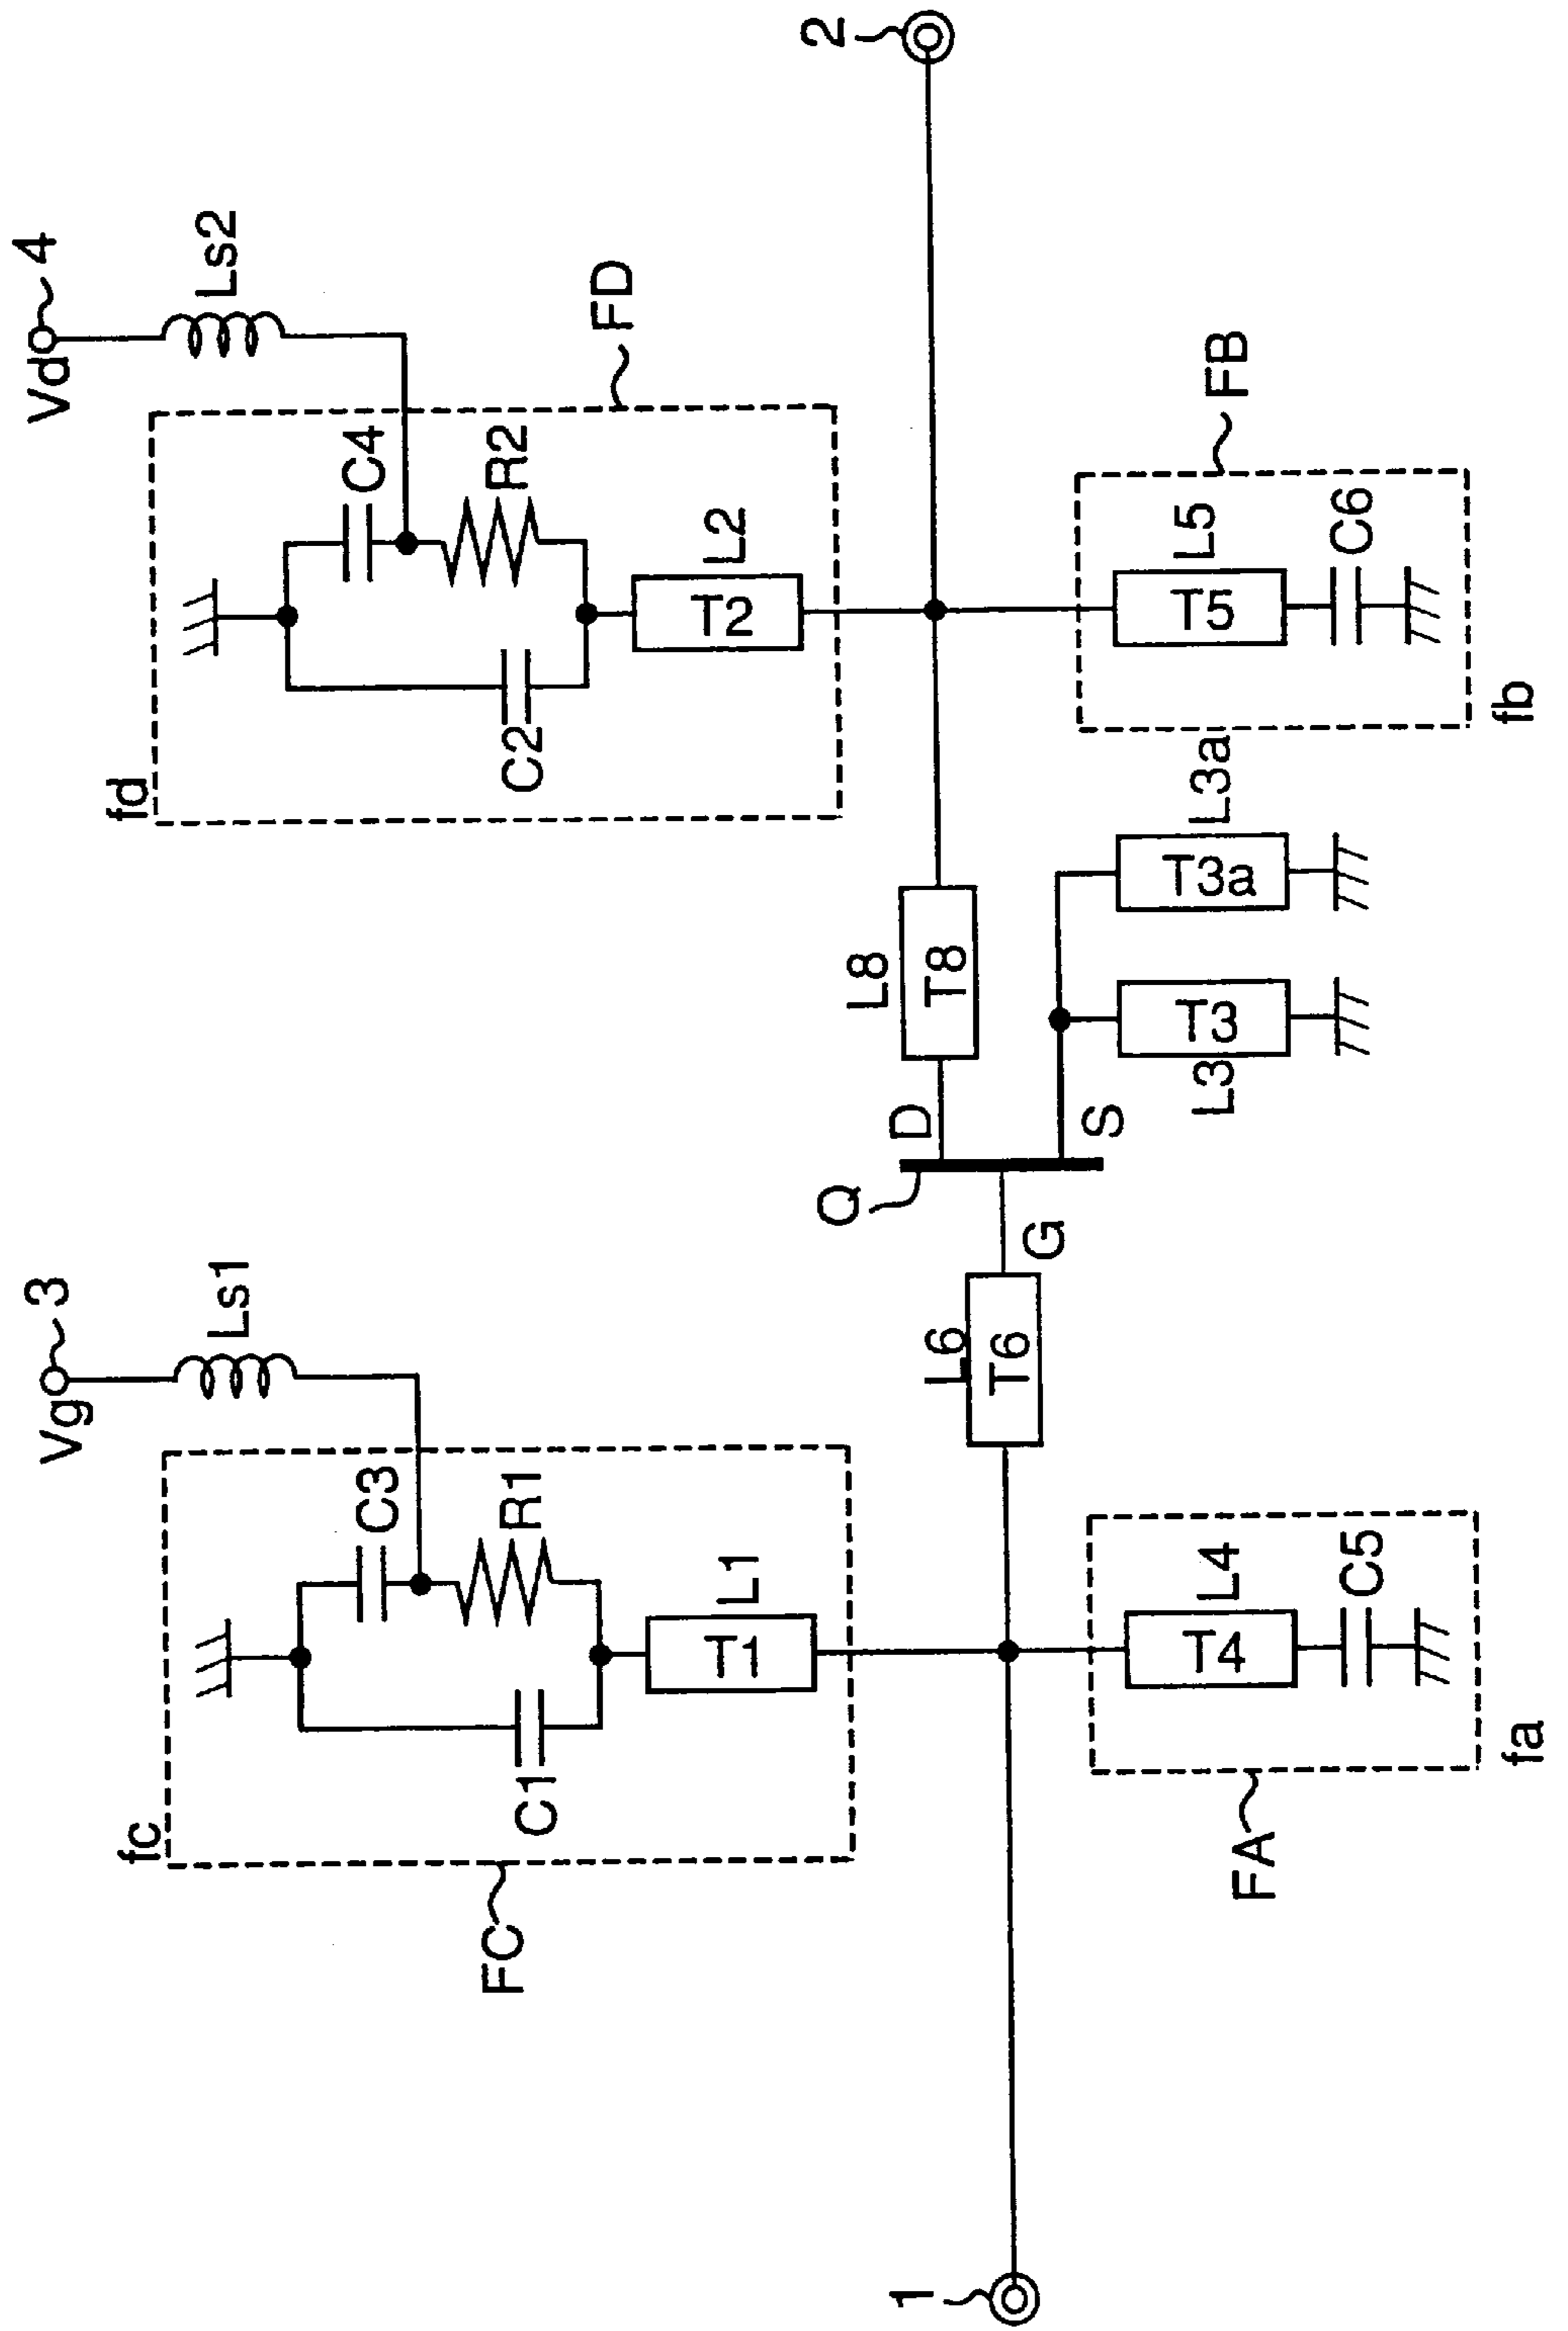 Vg
3
Ls1
fc
C3
R1
C1
L1
T1
FC
Vd
4
Ls2
fd
C4
R2
C2
L2
T2
FD
1
2
L6
T6
G
Q
D
S
L8
T8
L3
T3
L3a
T3a
FA
fa
L4
T4
C5
FB
fb
L5
T5
C6